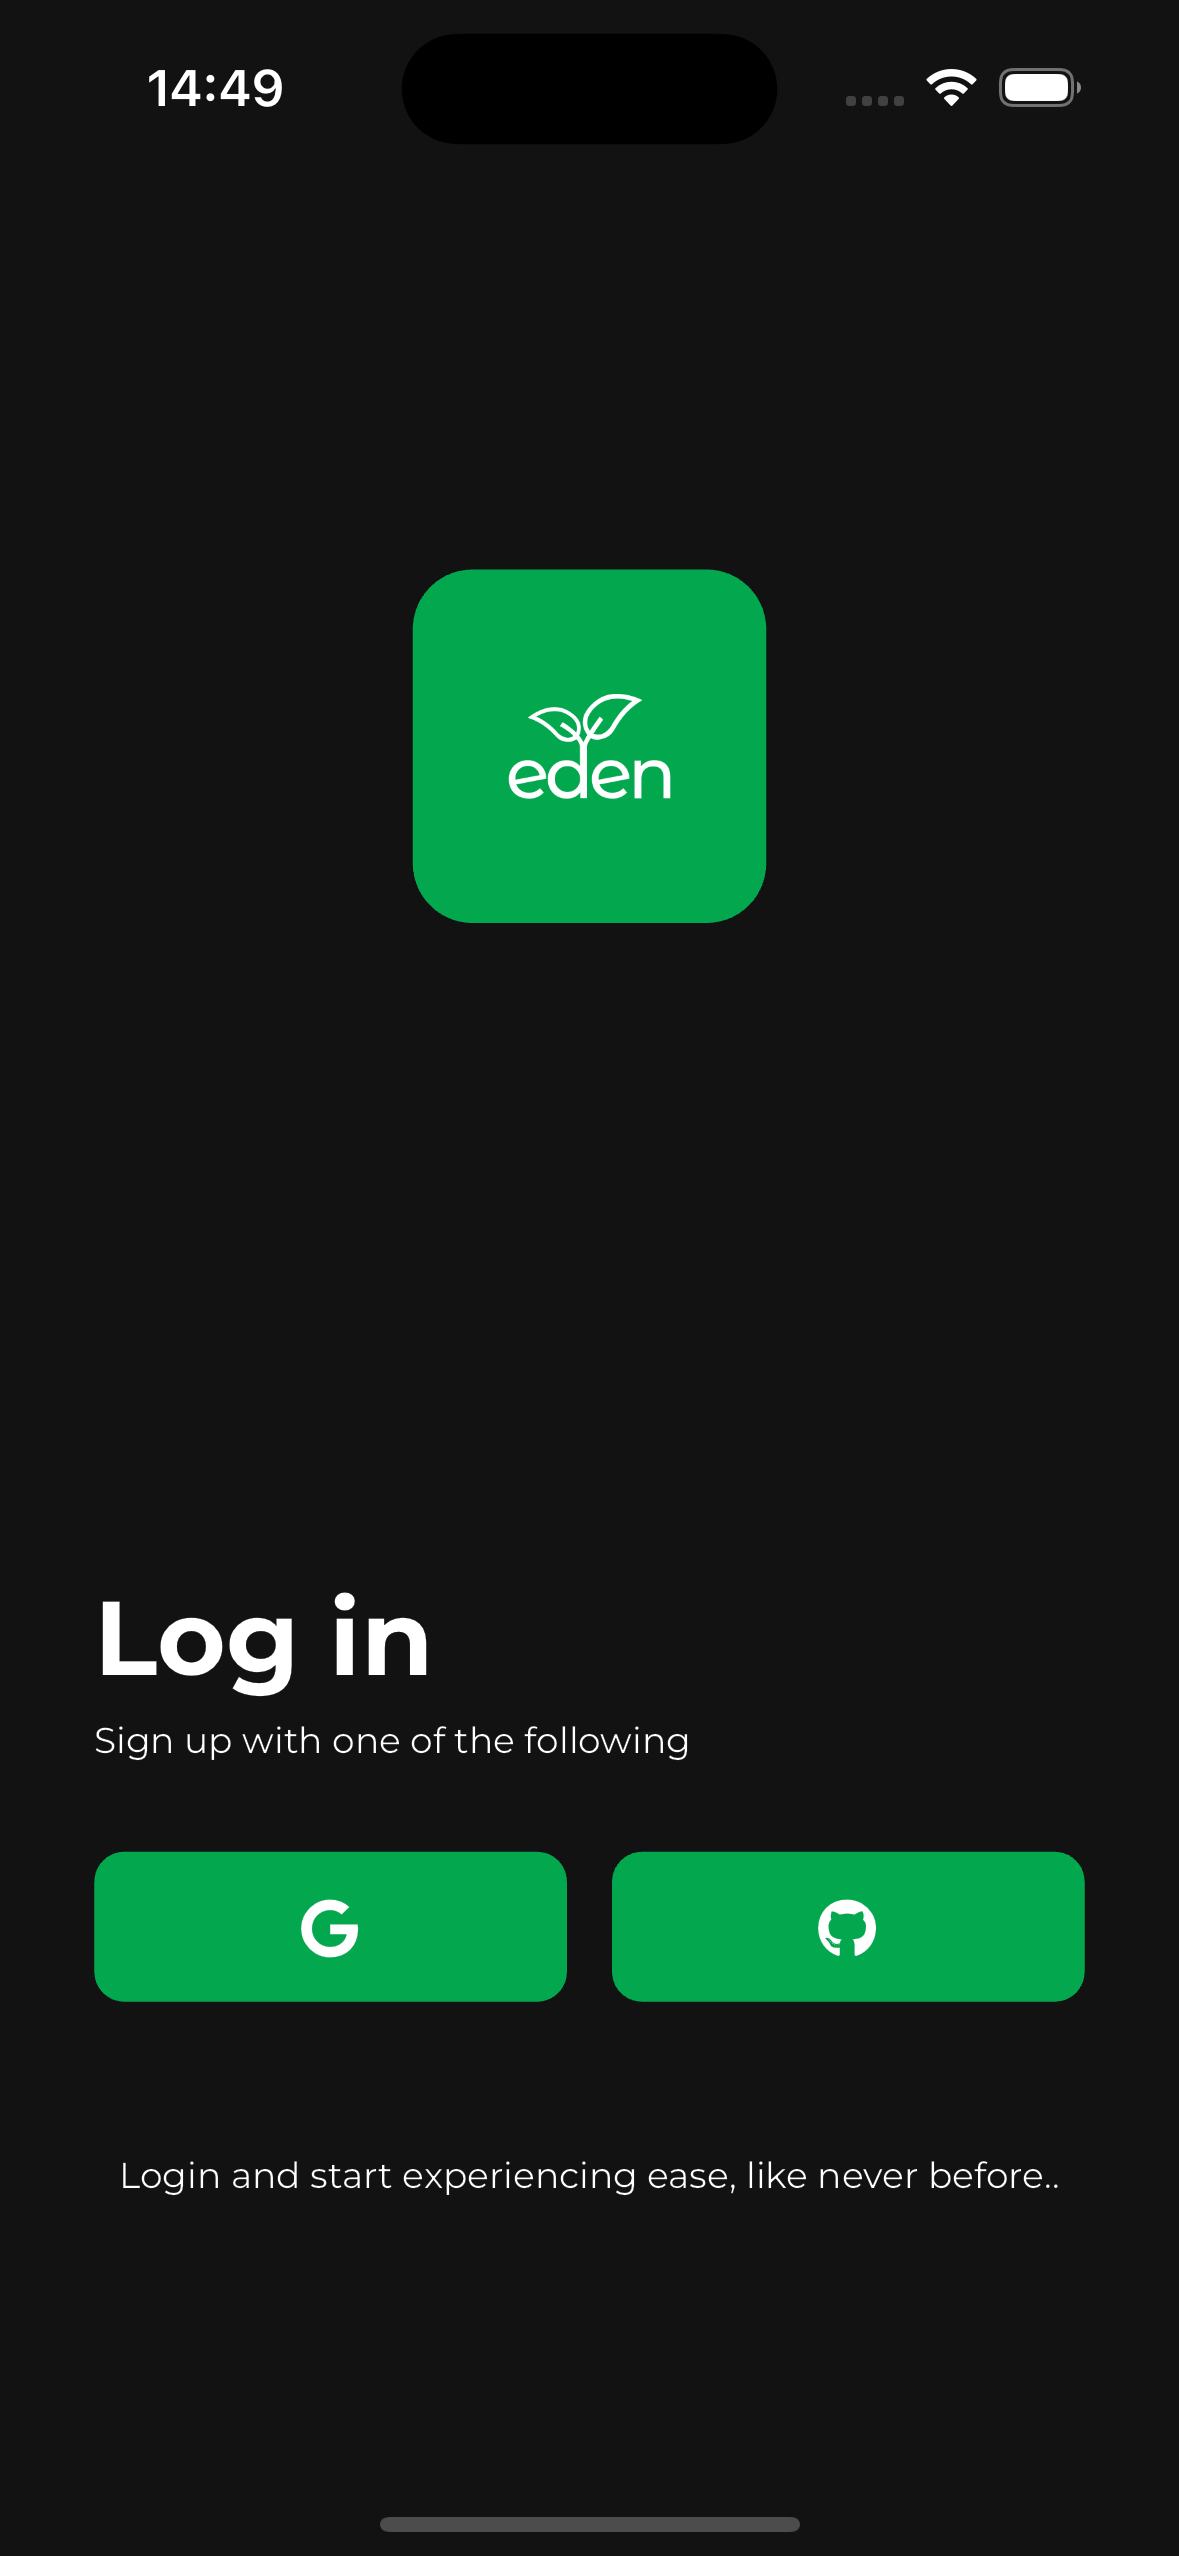 14:49
eden
Log in
Sign up with one of the following
Login and start experiencing ease, like never before..